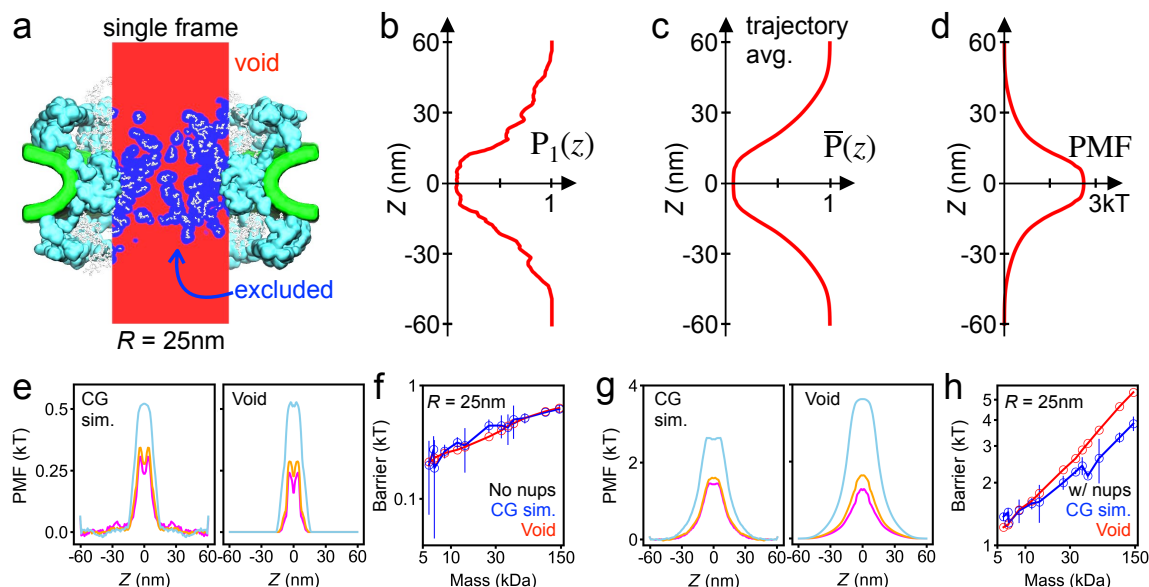 a
single frame
void
excluded
R = 25nm
b
60
30
0
-30
-60
Z (nm)
P1(z)
1
c
trajectory
avg.
60
30
0
-30
-60
Z (nm)
P̅(z)
1
d
60
30
0
-30
-60
Z (nm)
PMF
3kT
e
CG
sim.
Void
PMF (kT)
0.5
0.25
0.0
-60 -30 0 30 60
-60 -30 0 30 60
Z (nm)
Z (nm)
f
R = 25nm
Barrier (kT)
1
0.1
No nups
CG sim.
Void
5 10 30 150
Mass (kDa)
g
CG
sim.
Void
PMF (kT)
4
2
0
-60 -30 0 30 60
-60 -30 0 30 60
Z (nm)
Z (nm)
h
R = 25nm
Barrier (kT)
5
3
2
1
w/ nups
CG sim.
Void
5 10 30 150
Mass (kDa)